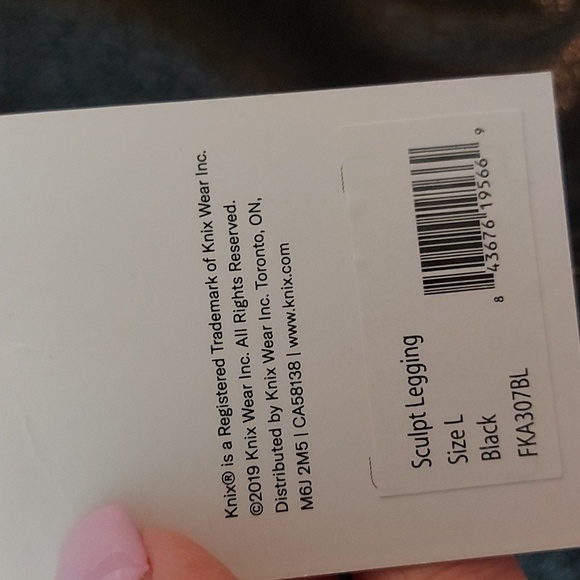 Knix® is a Registered Trademark of Knix Wear Inc.
©2019 Knix Wear Inc. All Rights Reserved.
Distributed by Knix Wear Inc. Toronto, ON,
M6J 2M5 | CA58138 | www.knix.com
Sculpt Legging
Size L
Black
FKA307BL
8 43676 19566 9